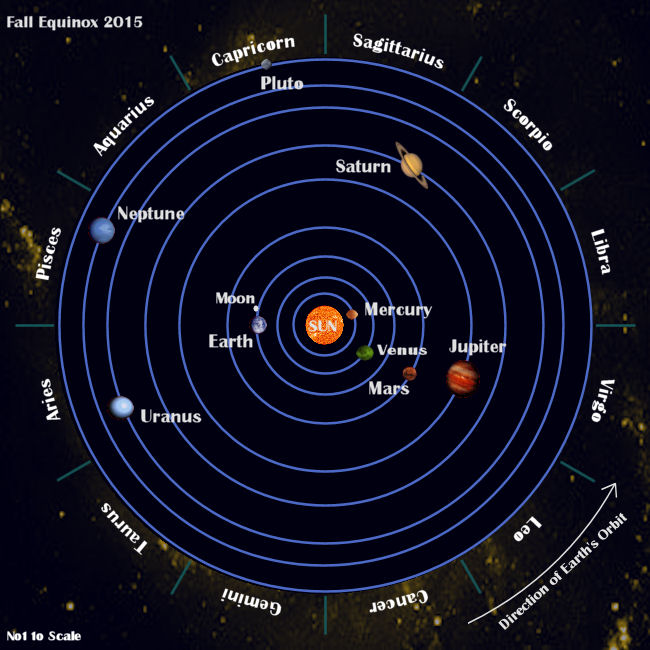 Fall Equinox 2015
Capricorn
Sagittarius
Pluto
Aquarius
Scorpio
Saturn
Neptune
Pisces
Libra
Moon
Mercury
SUN
Earth
Venus
Jupiter
Mars
Aries
Virgo
Uranus
Taurus
Leo
Gemini
Cancer
Direction of Earth's Orbit
Not to Scale